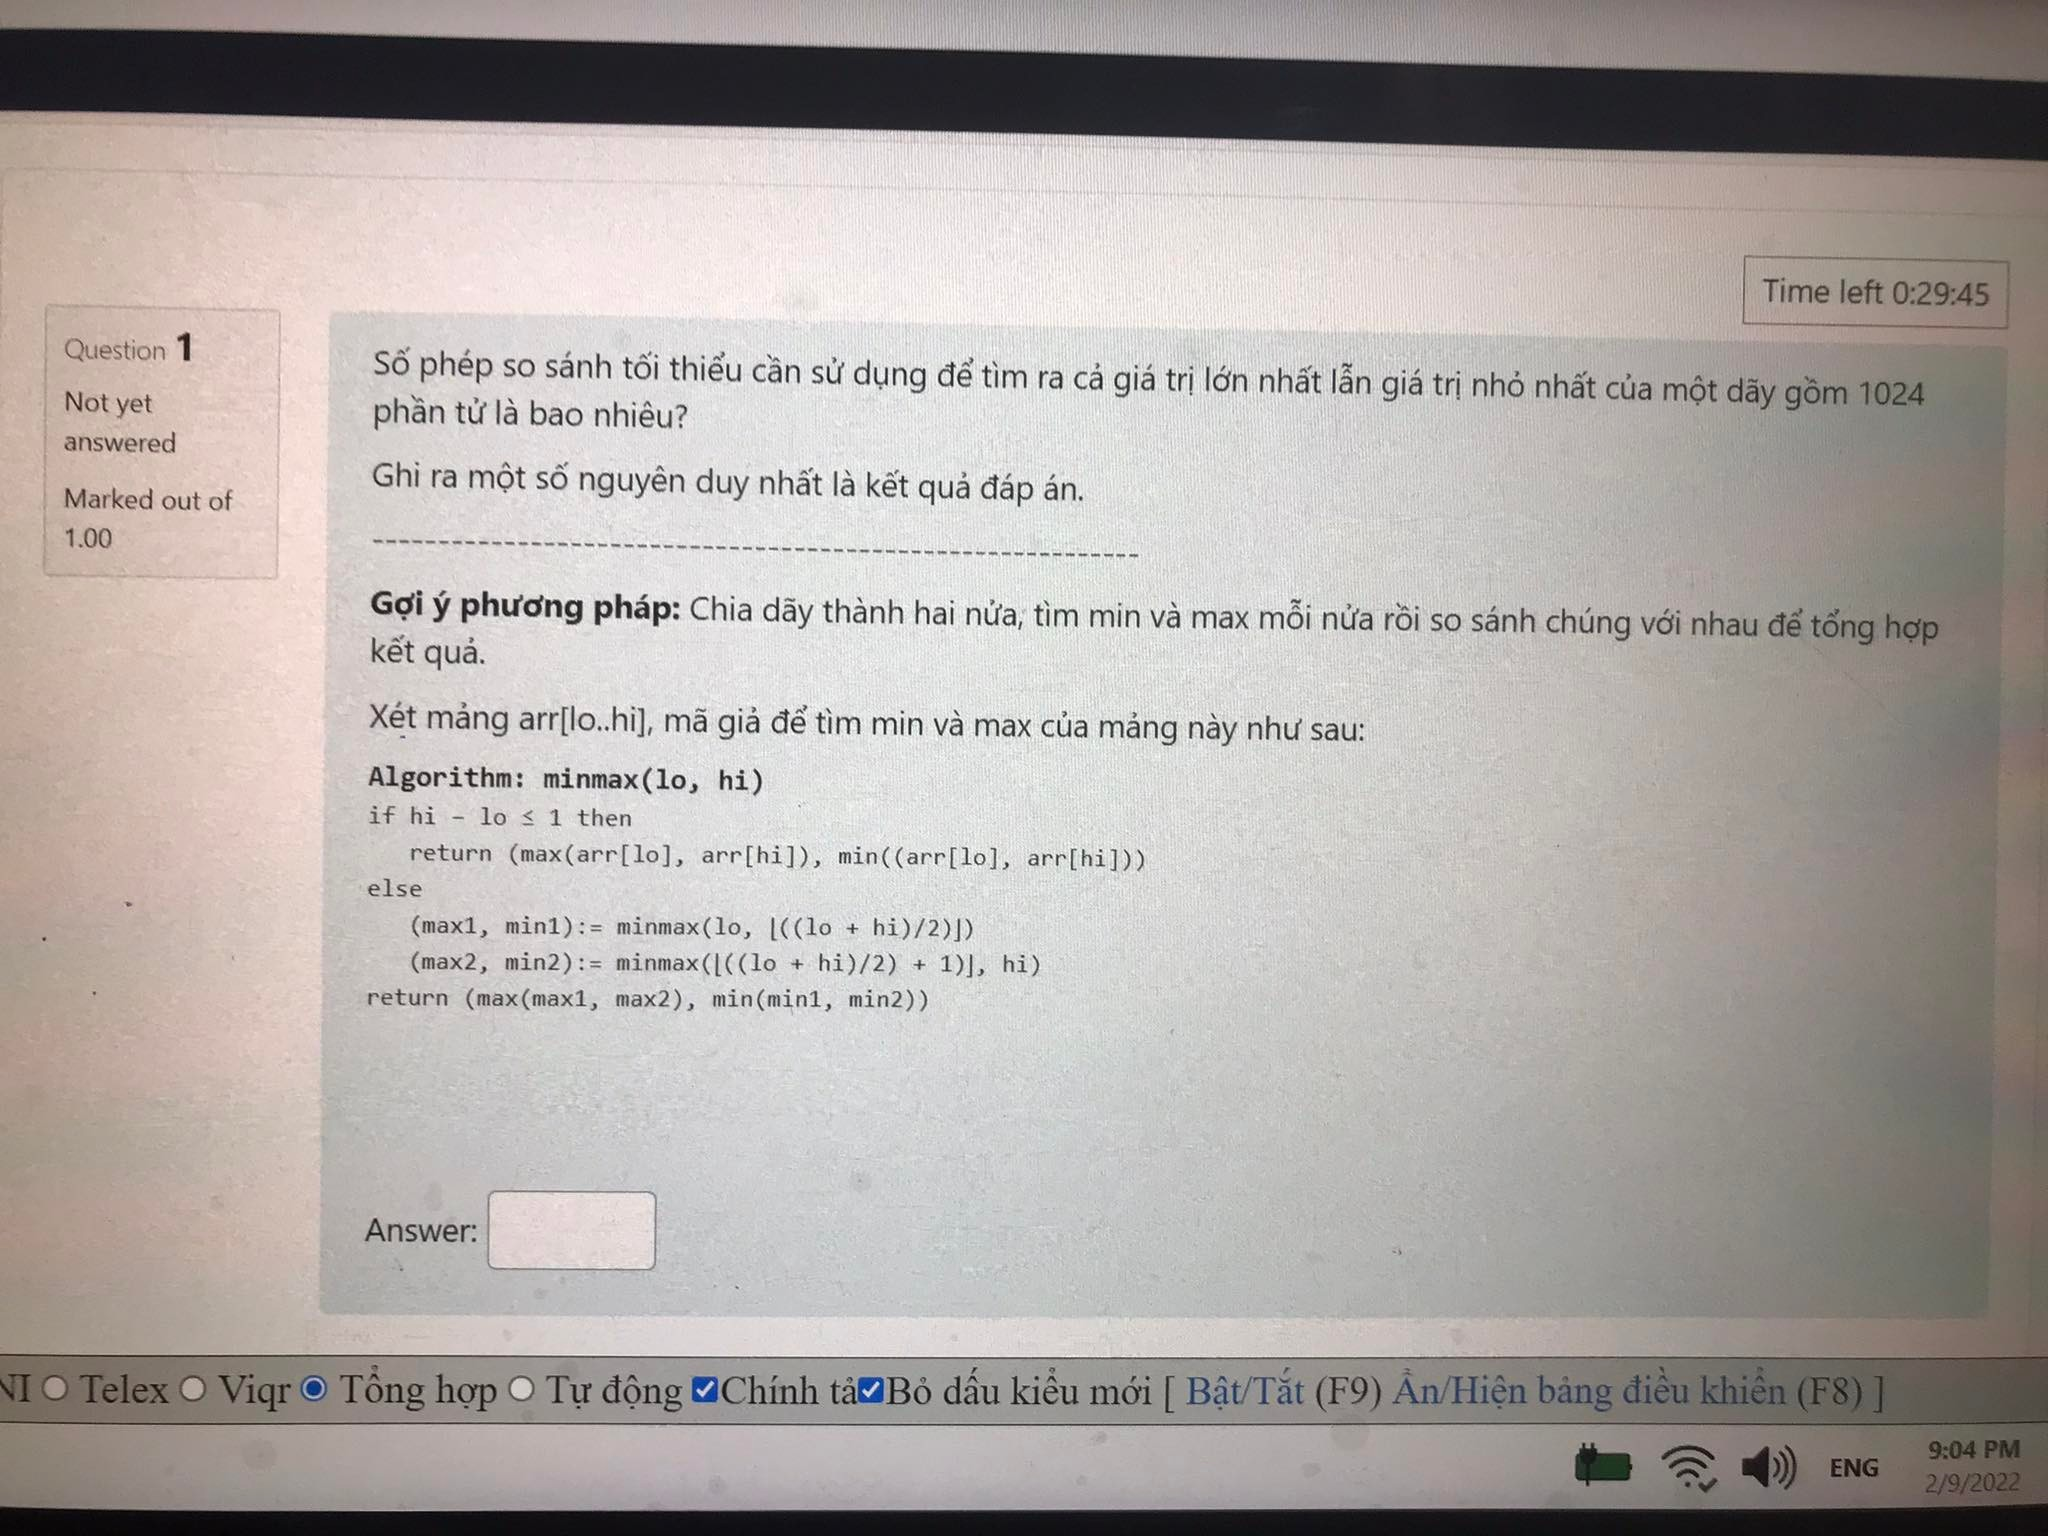 Time left 0:29:45
Question 1
Not yet
answered
Marked out of
1.00
Số phép so sánh tối thiểu cần sử dụng để tìm ra cả giá trị lớn nhất lẫn giá trị nhỏ nhất của một dãy gồm 1024
phần tử là bao nhiêu?
Ghi ra một số nguyên duy nhất là kết quả đáp án.
-----------------------------------------------------------
Gợi ý phương pháp: Chia dãy thành hai nửa, tìm min và max mỗi nửa rồi so sánh chúng với nhau để tổng hợp
kết quả.
Xét mảng arr[lo..hi], mã giả để tìm min và max của mảng này như sau:
Algorithm: minmax(lo, hi)
if hi - lo ≤ 1 then
return (max(arr[lo], arr[hi]), min((arr[lo], arr[hi]))
else
(max1, min1):= minmax(lo, ⌊((lo + hi)/2)⌋)
(max2, min2):= minmax(⌊((lo + hi)/2) + 1)⌋, hi)
return (max(max1, max2), min(min1, min2))
Answer:
NI Telex Viqr Tổng hợp Tự động Chính tả Bỏ dấu kiểu mới [ Bật/Tắt (F9) Ẩn/Hiện bảng điều khiển (F8) ]
ENG
9:04 PM
2/9/2022